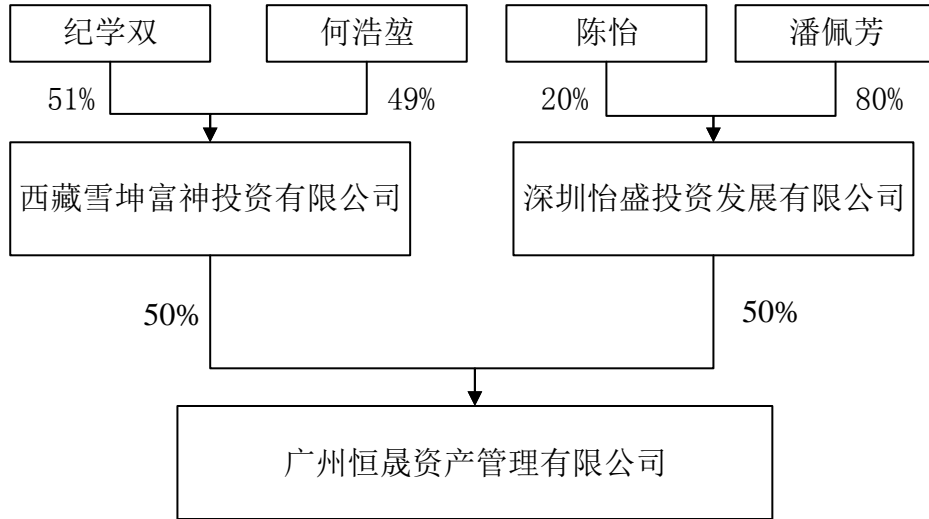 纪学双
何浩堃
陈怡
潘佩芳
51%
49%
20%
80%
西藏雪坤富神投资有限公司
深圳怡盛投资发展有限公司
50%
50%
广州恒晟资产管理有限公司